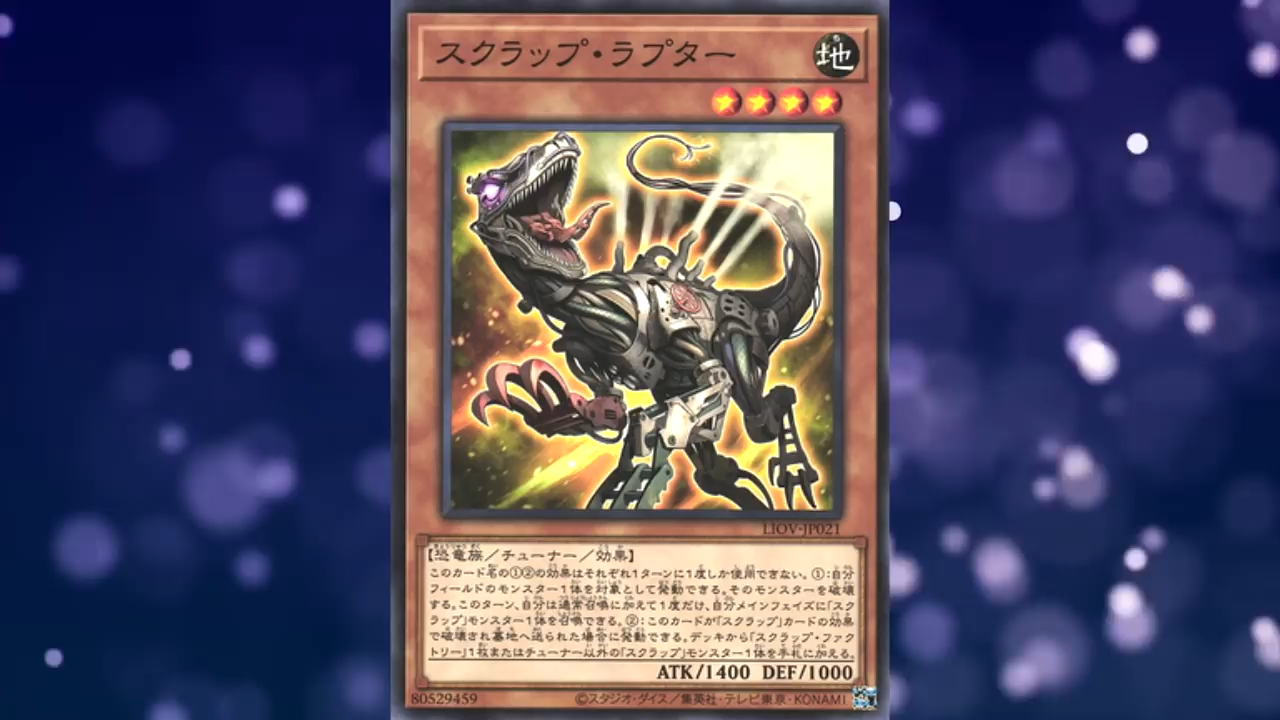 スクラップ・ラプター
地
LIOV-JP021
【恐竜族／チューナー／効果】
このカード名の①②の効果はそれぞれ1ターンに1度しか使用できない。①：自分
フィールドのモンスター1体を対象として発動できる。そのモンスターを破壊
する。このターン、自分は通常召喚に加えて1度だけ、自分メインフェイズに「スク
ラップ」モンスター1体を召喚できる。②：このカードが「スクラップ」カードの効果
で破壊され墓地へ送られた場合に発動できる。デッキから「スクラップ・ファク
トリー」1枚またはチューナー以外の「スクラップ」モンスター1体を手札に加える。
ATK/1400 DEF/1000
80529459 ©スタジオ・ダイス／集英社・テレビ東京・KONAMI